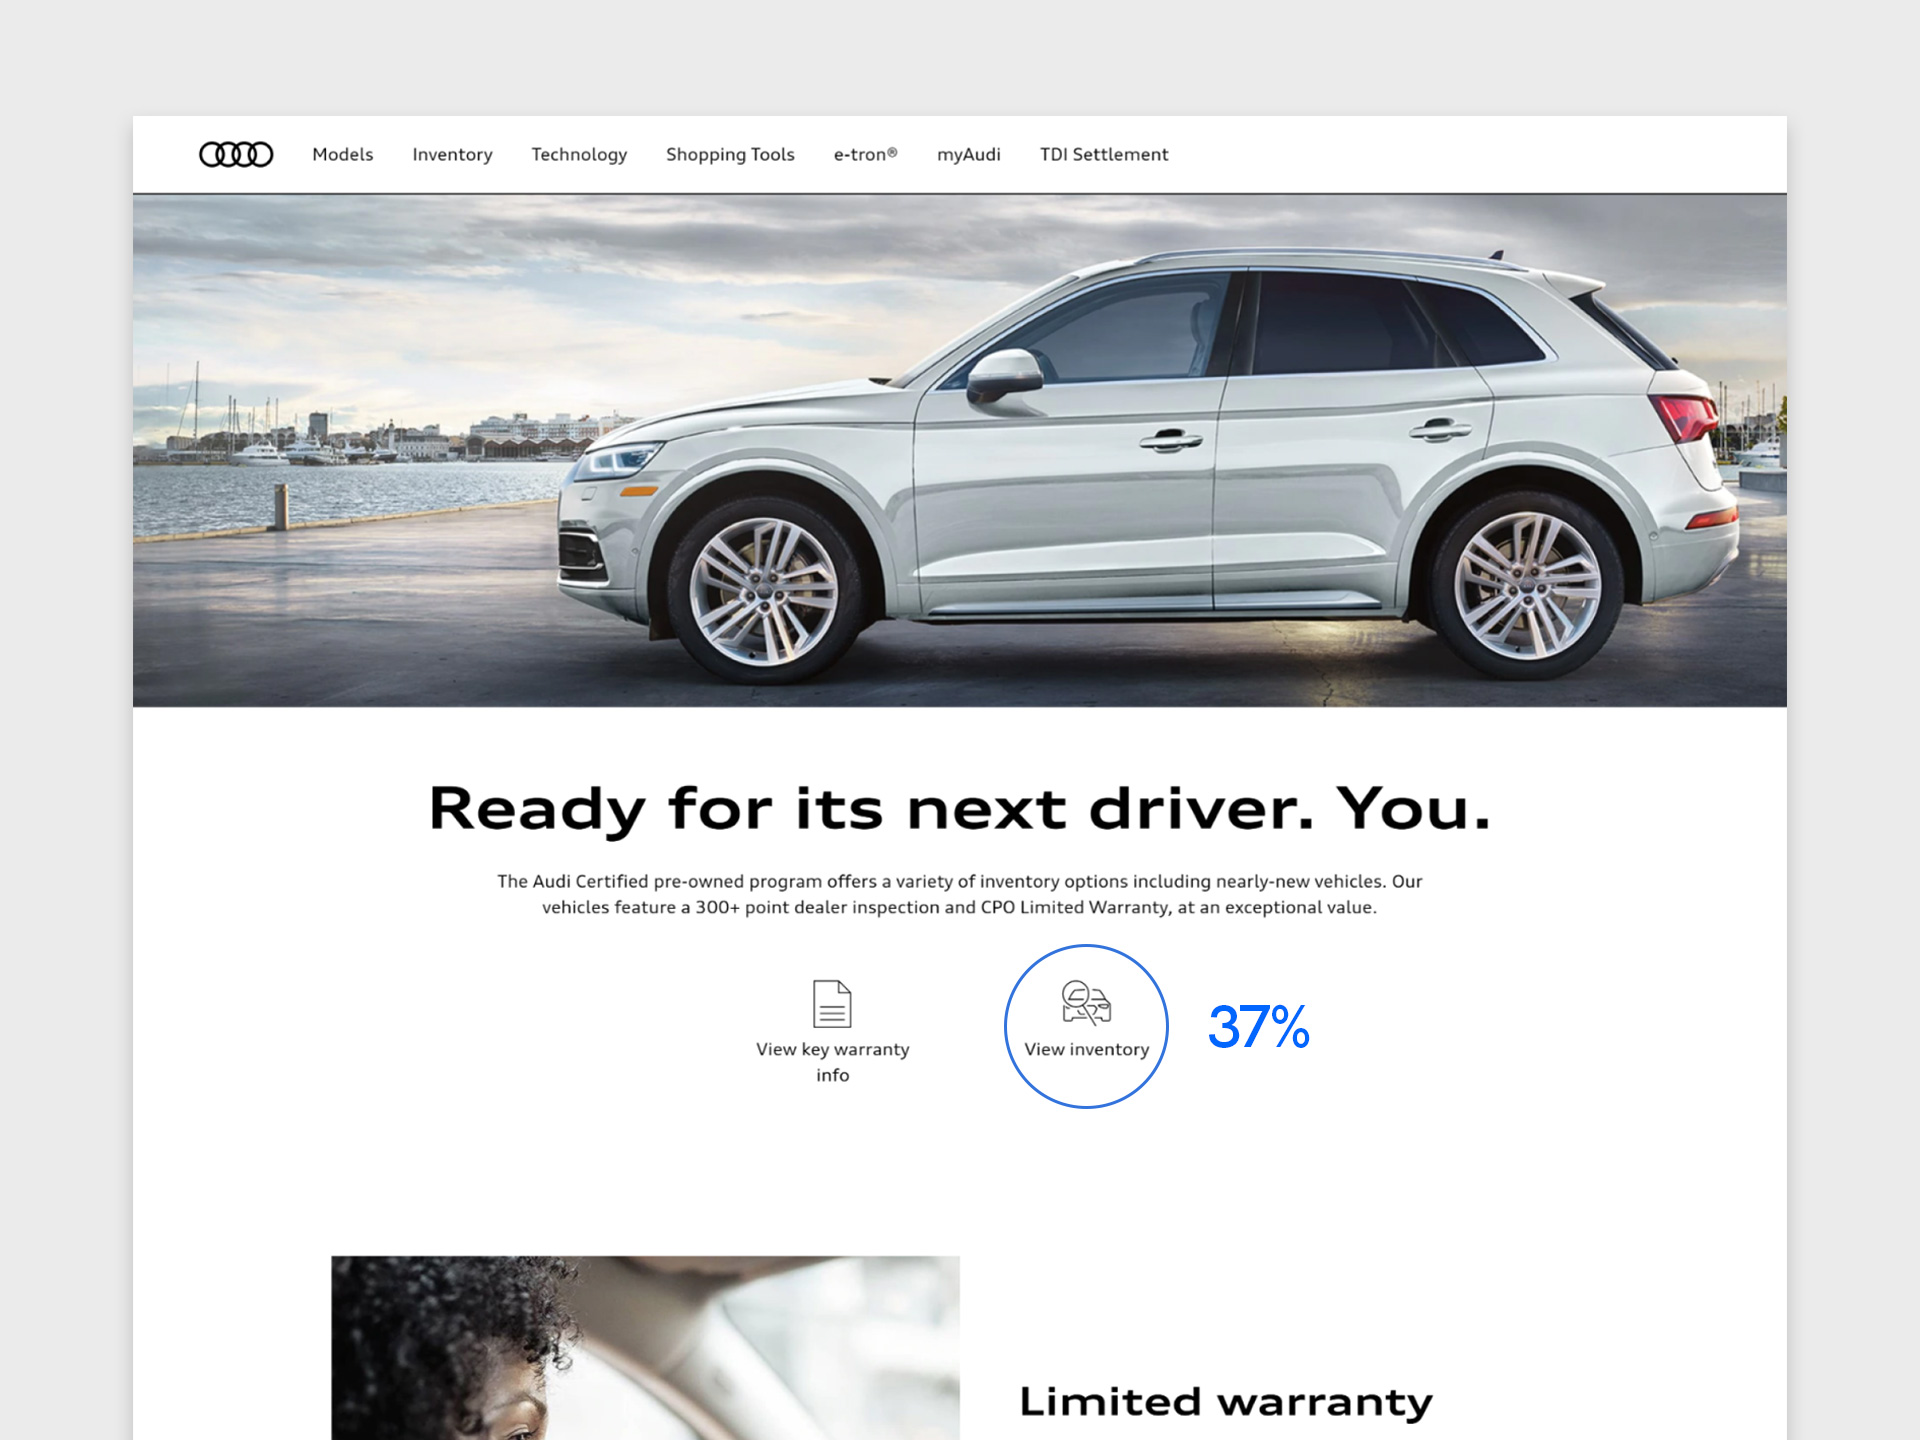 Models Inventory Technology Shopping Tools e-tron® myAudi TDI Settlement
Ready for its next driver. You.
The Audi Certified pre-owned program offers a variety of inventory options including nearly-new vehicles. Our
vehicles feature a 300+ point dealer inspection and CPO Limited Warranty, at an exceptional value.
View key warranty
info
View inventory
37%
Limited warranty